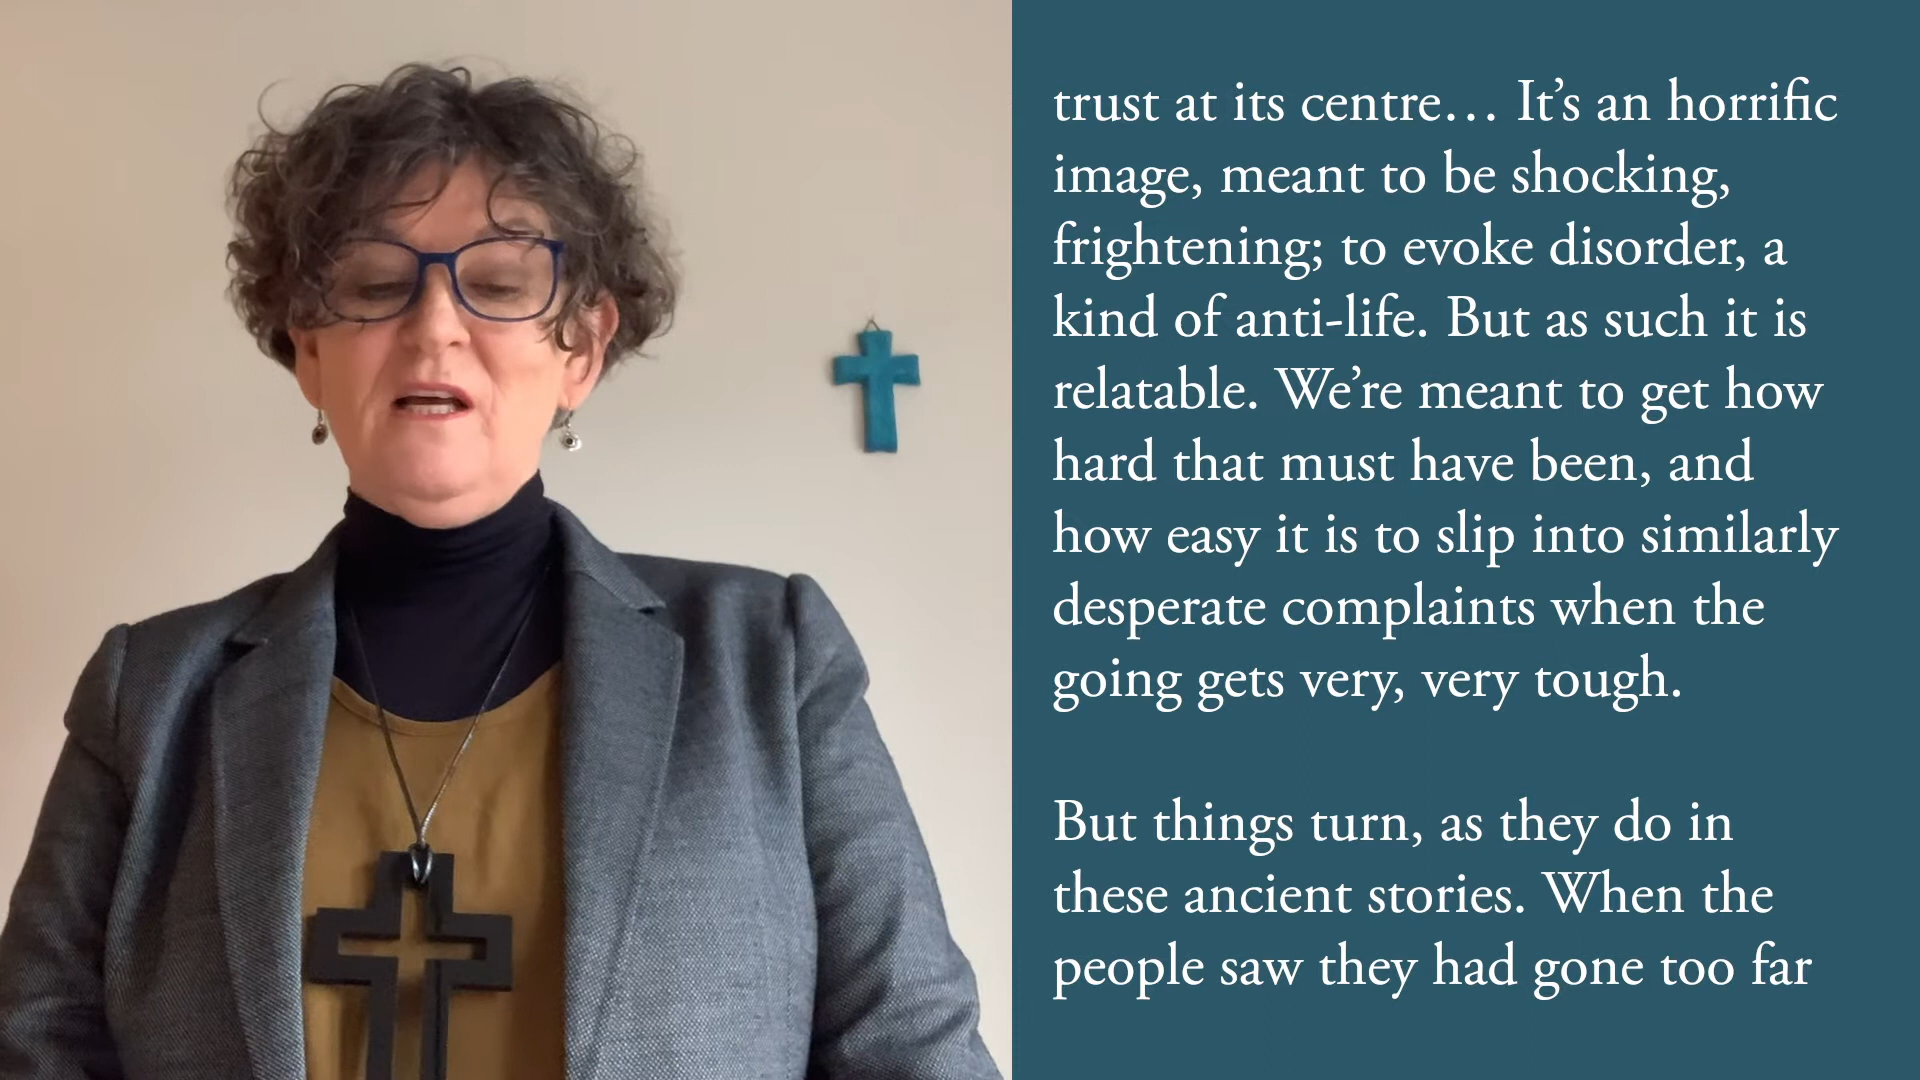 trust at its centre… It’s an horrific
image, meant to be shocking,
frightening; to evoke disorder, a
kind of anti-life. But as such it is
relatable. We’re meant to get how
hard that must have been, and
how easy it is to slip into similarly
desperate complaints when the
going gets very, very tough.
But things turn, as they do in
these ancient stories. When the
people saw they had gone too far